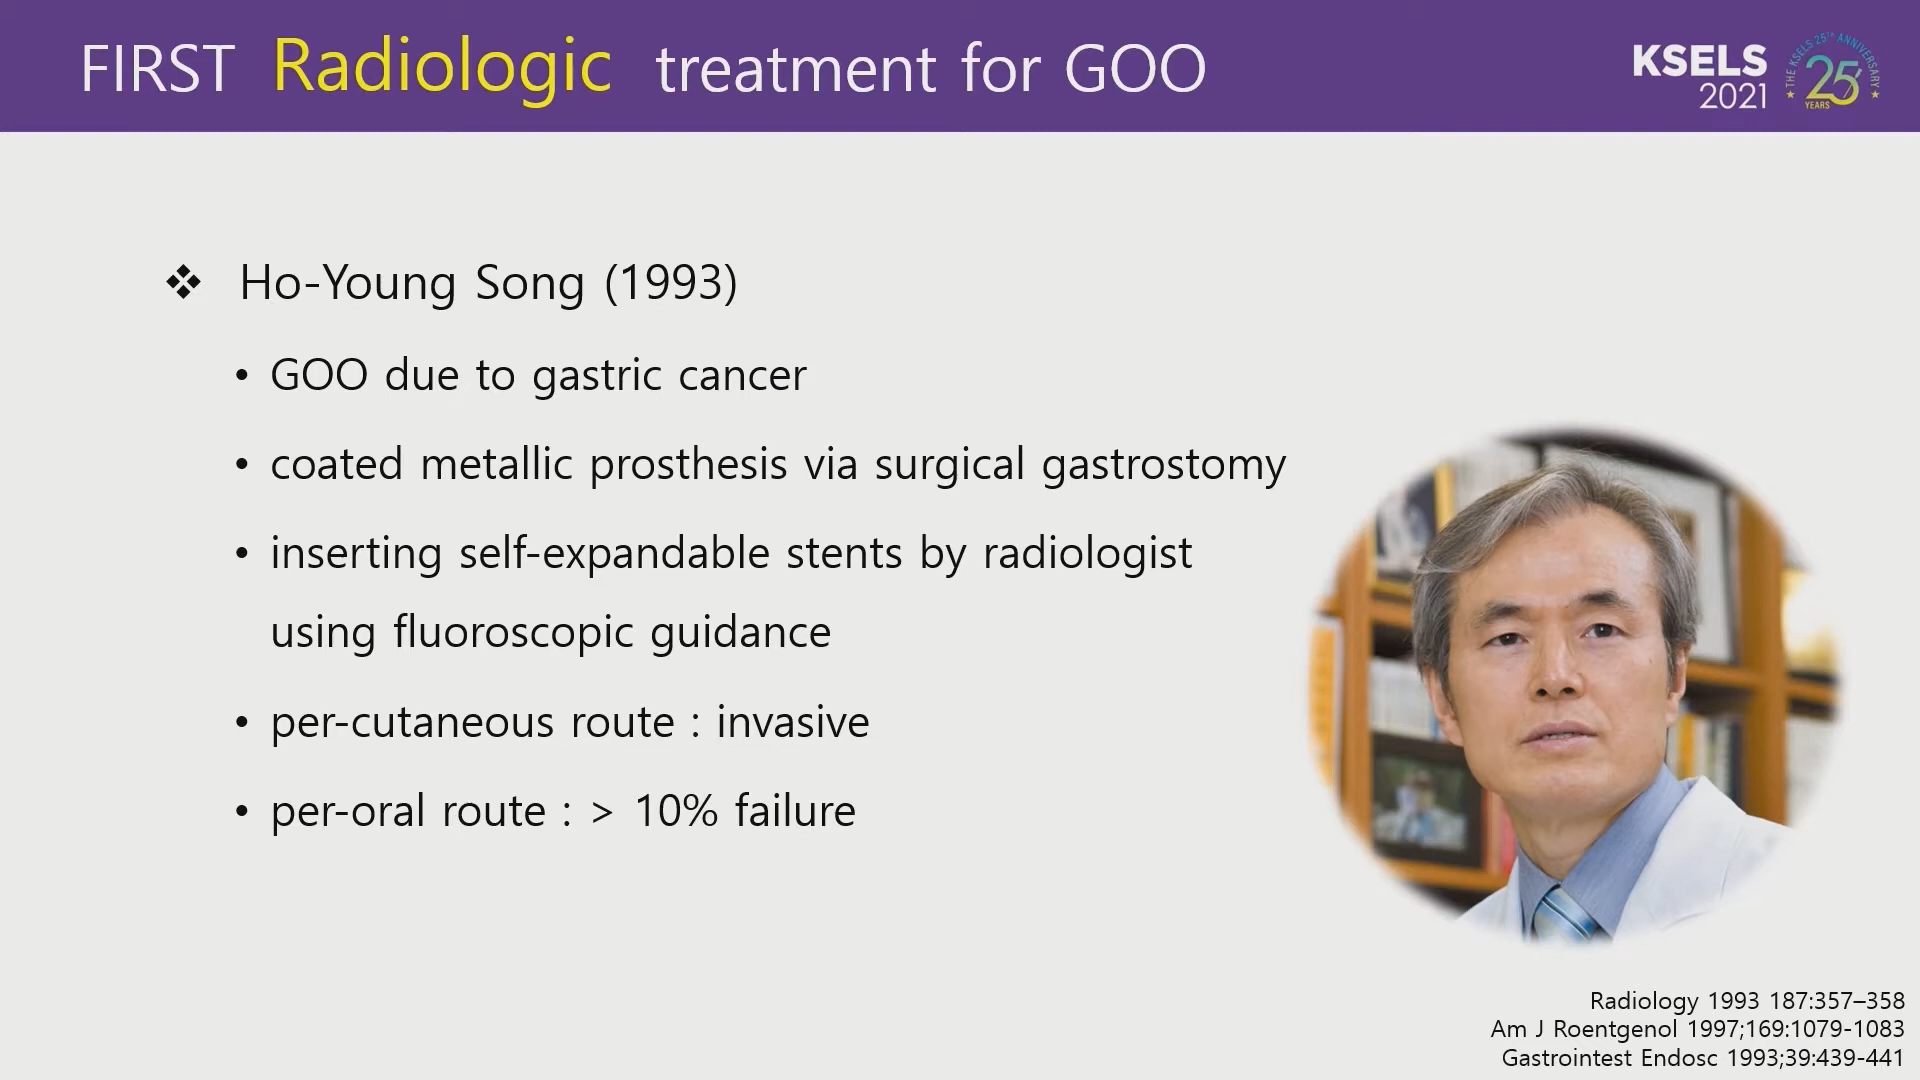 FIRST Radiologic treatment for GOO
KSELS
2021
THE KSELS 25TH ANNIVERSARY
25
YEARS
❖ Ho-Young Song (1993)
• GOO due to gastric cancer
• coated metallic prosthesis via surgical gastrostomy
• inserting self-expandable stents by radiologist
using fluoroscopic guidance
• per-cutaneous route : invasive
• per-oral route : > 10% failure
Radiology 1993 187:357–358
Am J Roentgenol 1997;169:1079-1083
Gastrointest Endosc 1993;39:439-441